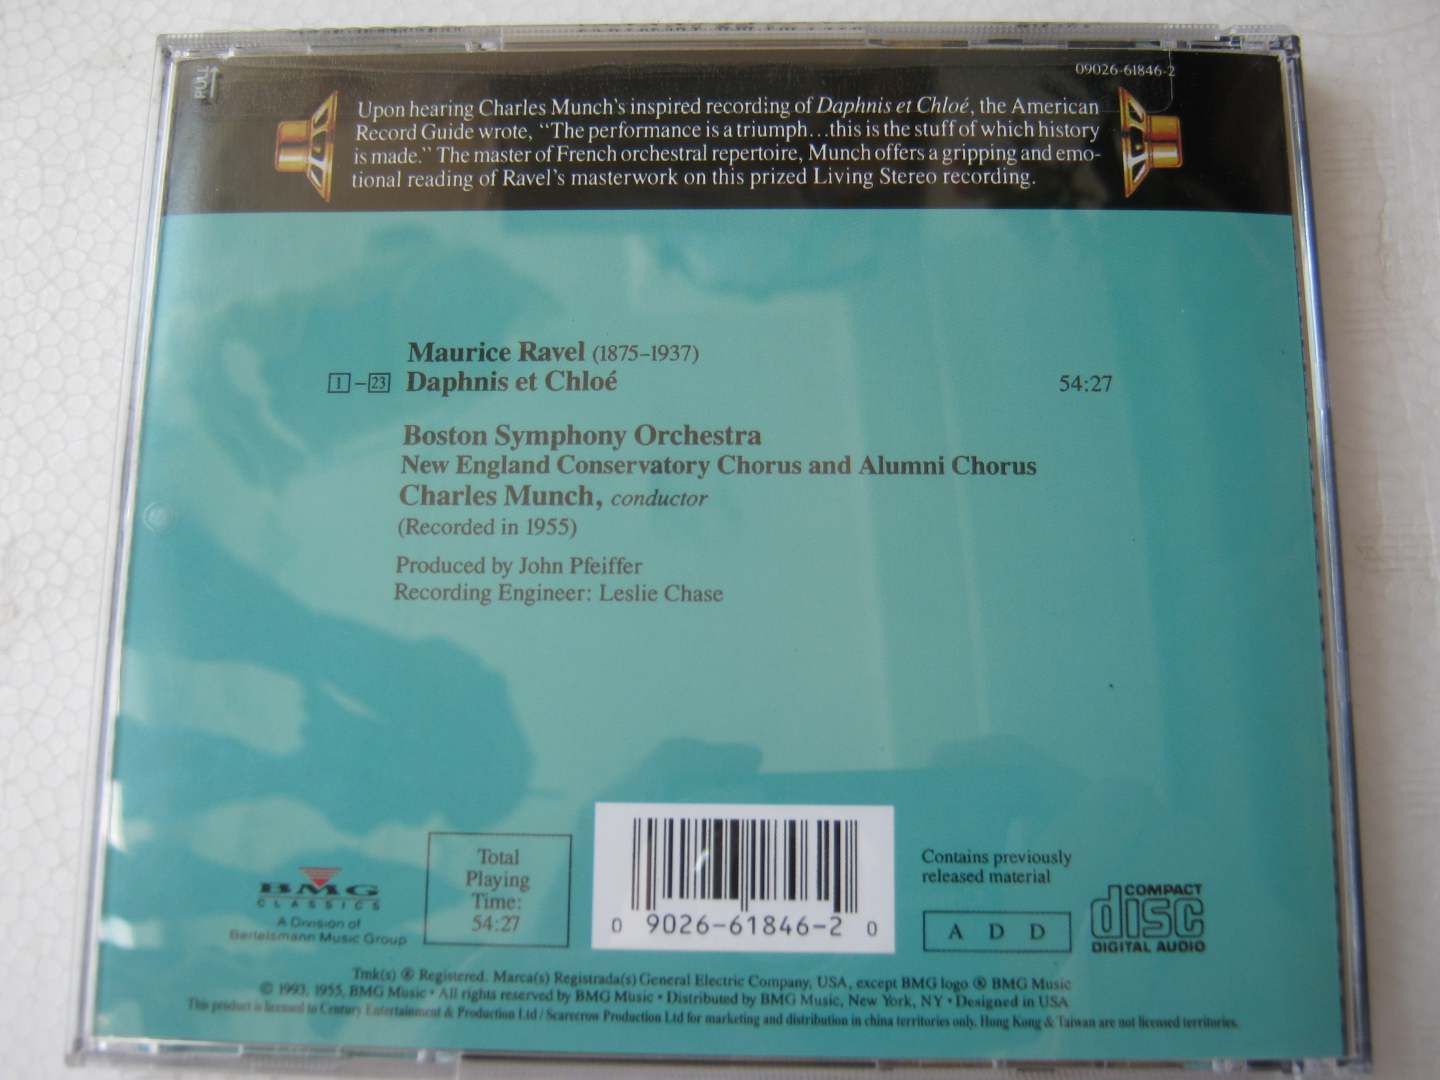 PULL
09026-61846-2
Upon hearing Charles Munch's inspired recording of Daphnis et Chloé, the American
Record Guide wrote, "The performance is a triumph...this is the stuff of which history
is made." The master of French orchestral repertoire, Munch offers a gripping and emo-
tional reading of Ravel's masterwork on this prized Living Stereo recording.
Maurice Ravel (1875–1937)
1–23 Daphnis et Chloé 54:27
Boston Symphony Orchestra
New England Conservatory Chorus and Alumni Chorus
Charles Munch, conductor
(Recorded in 1955)
Produced by John Pfeiffer
Recording Engineer: Leslie Chase
BMG
CLASSICS
A Division of
Bertelsmann Music Group
Total
Playing
Time:
54:27
0 9026-61846-2 0
Contains previously
released material
A D D
COMPACT
disc
DIGITAL AUDIO
Tmk(s) ® Registered. Marca(s) Registrada(s) General Electric Company, USA, except BMG logo ® BMG Music
© 1993, 1955, BMG Music • All rights reserved by BMG Music • Distributed by BMG Music, New York, NY • Designed in USA
This product is licensed to Century Entertainment & Production Ltd / Scarecrow Production Ltd for marketing and distribution in china territories only. Hong Kong & Taiwan are not licensed territories.